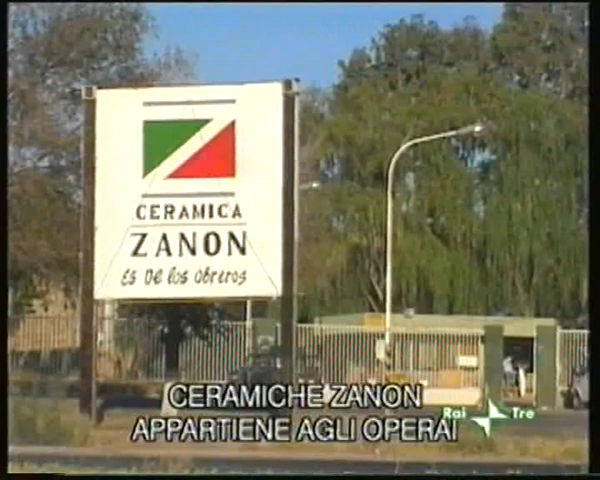 CERAMICA
ZANON
Es De los obreros
CERAMICHE ZANON
APPARTIENE AGLI OPERAI
Rai Tre